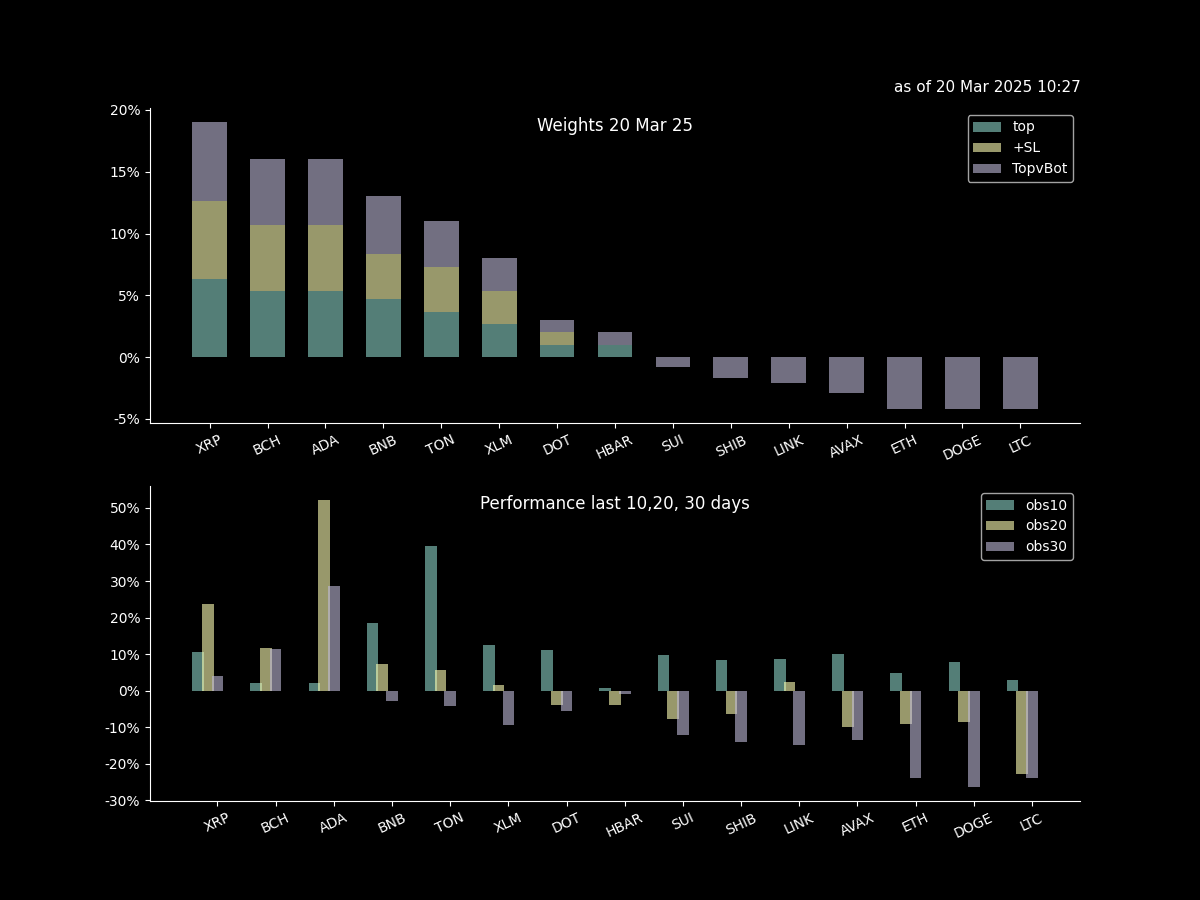 as of 20 Mar 2025 10:27
Weights 20 Mar 25
top
+SL
TopvBot
20%
15%
10%
5%
0%
-5%
XRP BCH ADA BNB TON XLM DOT HBAR SUI SHIB LINK AVAX ETH DOGE LTC
Performance last 10,20, 30 days
obs10
obs20
obs30
50%
40%
30%
20%
10%
0%
-10%
-20%
-30%
XRP BCH ADA BNB TON XLM DOT HBAR SUI SHIB LINK AVAX ETH DOGE LTC